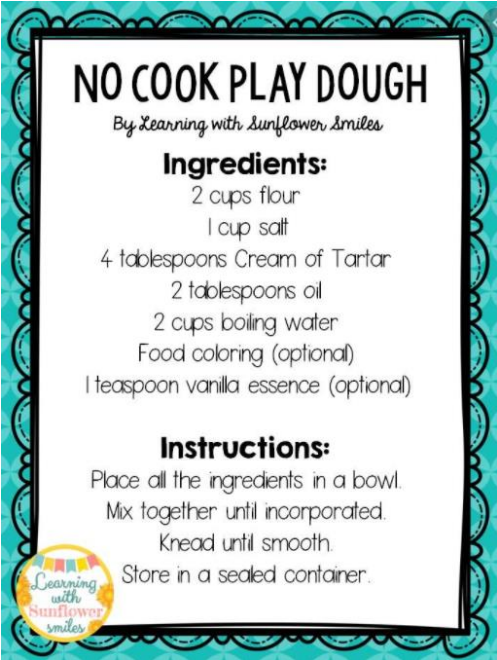 NO COOK PLAY DOUGH
By Learning with Sunflower Smiles
Ingredients:
2 cups flour
1 cup salt
4 tablespoons Cream of Tartar
2 tablespoons oil
2 cups boiling water
Food coloring (optional)
1 teaspoon vanilla essence (optional)
Instructions:
Place all the ingredients in a bowl.
Mix together until incorporated.
Knead until smooth.
Store in a sealed container.
Learning
with
Sunflower
smiles